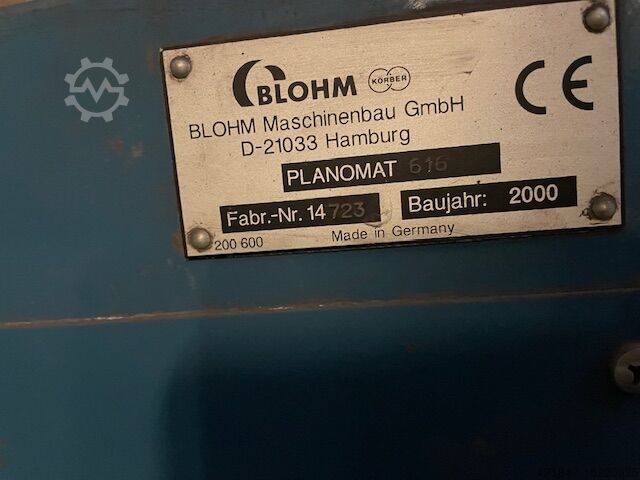 BLOHM KÖRBER CE
BLOHM Maschinenbau GmbH
D-21033 Hamburg
PLANOMAT 616
Fabr.-Nr. 14723 Baujahr: 2000
200 600 Made in Germany